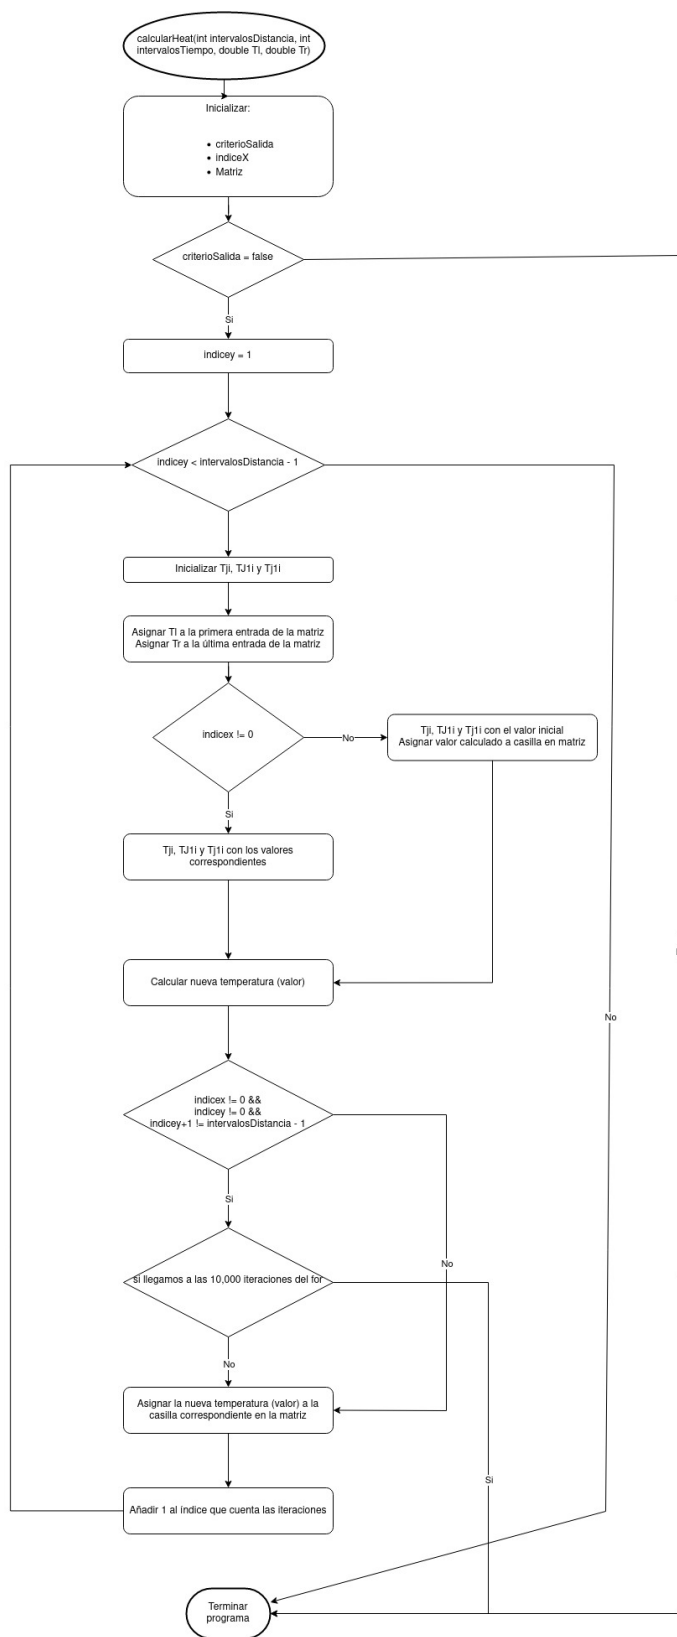 calcularHeat(int intervalosDistancia, int
intervalosTiempo, double Tl, double Tr)
Inicializar:
• criterioSalida
• indiceX
• Matriz
criterioSalida = false
Si
indicey = 1
indicey < intervalosDistancia - 1
Inicializar Tji, TJ1i y Tj1i
Asignar Tl a la primera entrada de la matriz
Asignar Tr a la última entrada de la matriz
indicex != 0
No
Tji, TJ1i y Tj1i con el valor inicial
Asignar valor calculado a casilla en matriz
Si
Tji, TJ1i y Tj1i con los valores
correspondientes
Calcular nueva temperatura (valor)
No
indicex != 0 &&
indicey != 0 &&
indicey+1 != intervalosDistancia - 1
Si
No
si llegamos a las 10,000 iteraciones del for
No
Asignar la nueva temperatura (valor) a la
casilla correspondiente en la matriz
Si
Añadir 1 al índice que cuenta las iteraciones
Terminar
programa